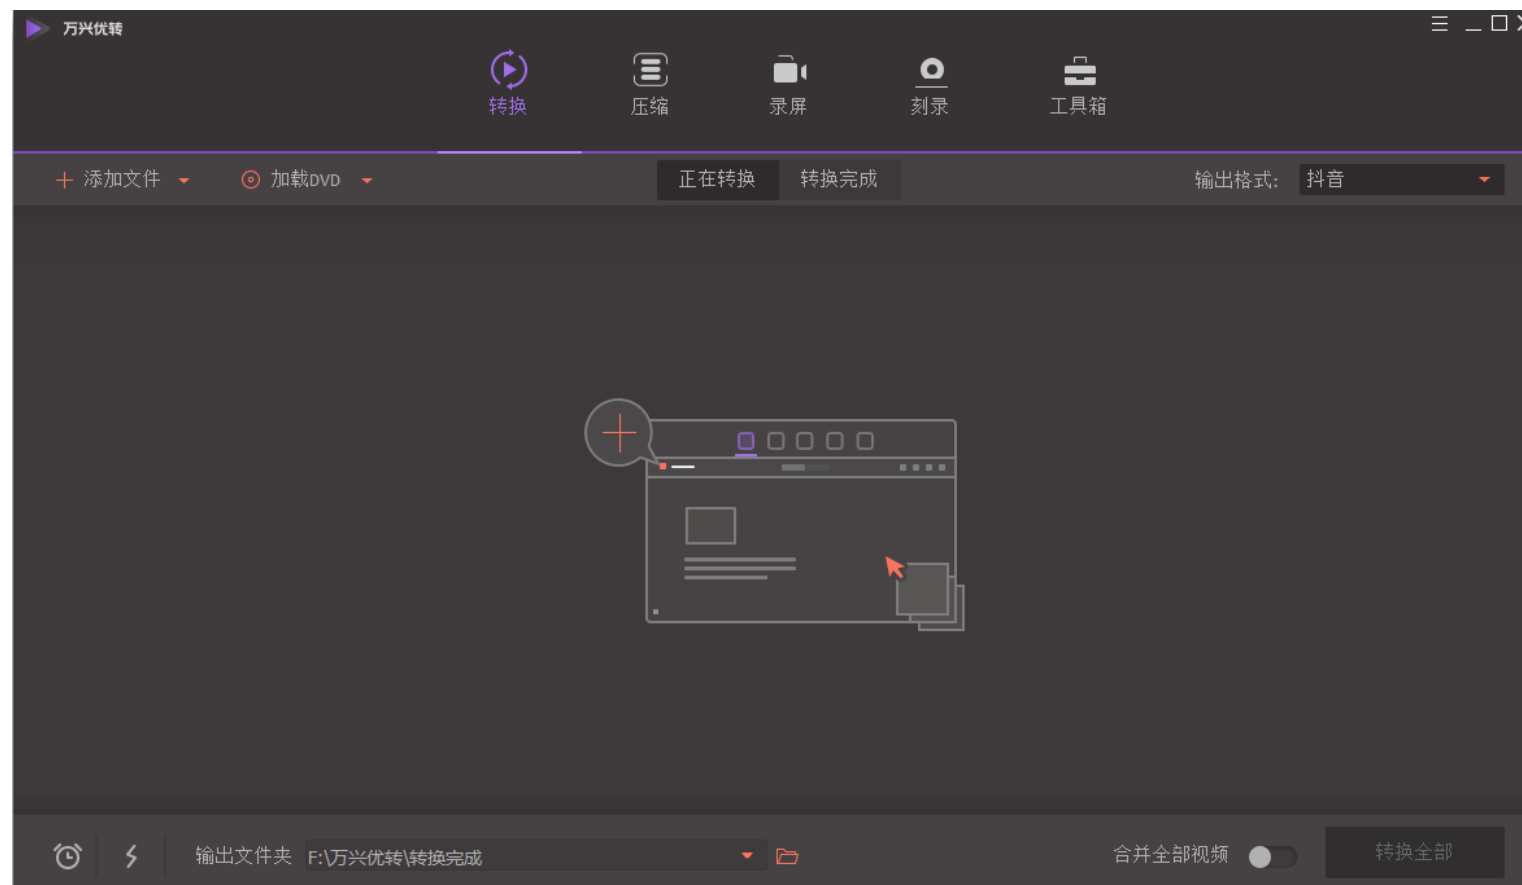 万兴优转
转换
压缩
录屏
刻录
工具箱
添加文件
加载DVD
正在转换
转换完成
输出格式:
抖音
输出文件夹
F:\万兴优转\转换完成
合并全部视频
转换全部